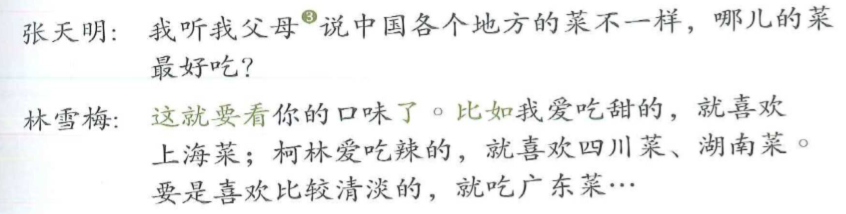 张天明： 我听我父母❸说中国各个地方的菜不一样，哪儿的菜
最好吃？
林雪梅： 这就要看你的口味了。比如我爱吃甜的，就喜欢
上海菜；柯林爱吃辣的，就喜欢四川菜、湖南菜。
要是喜欢比较清淡的，就吃广东菜…